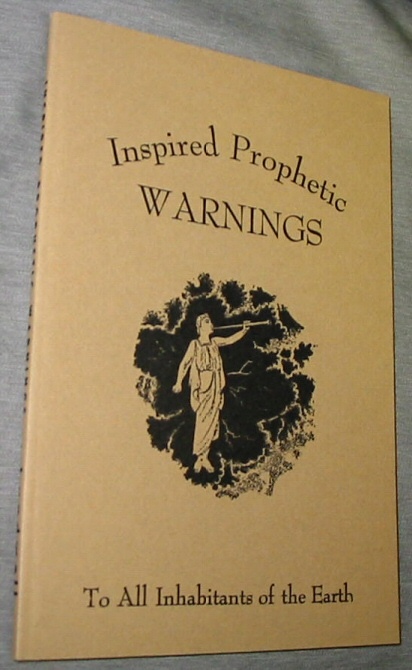 Inspired Prophetic
WARNINGS
To All Inhabitants of the Earth